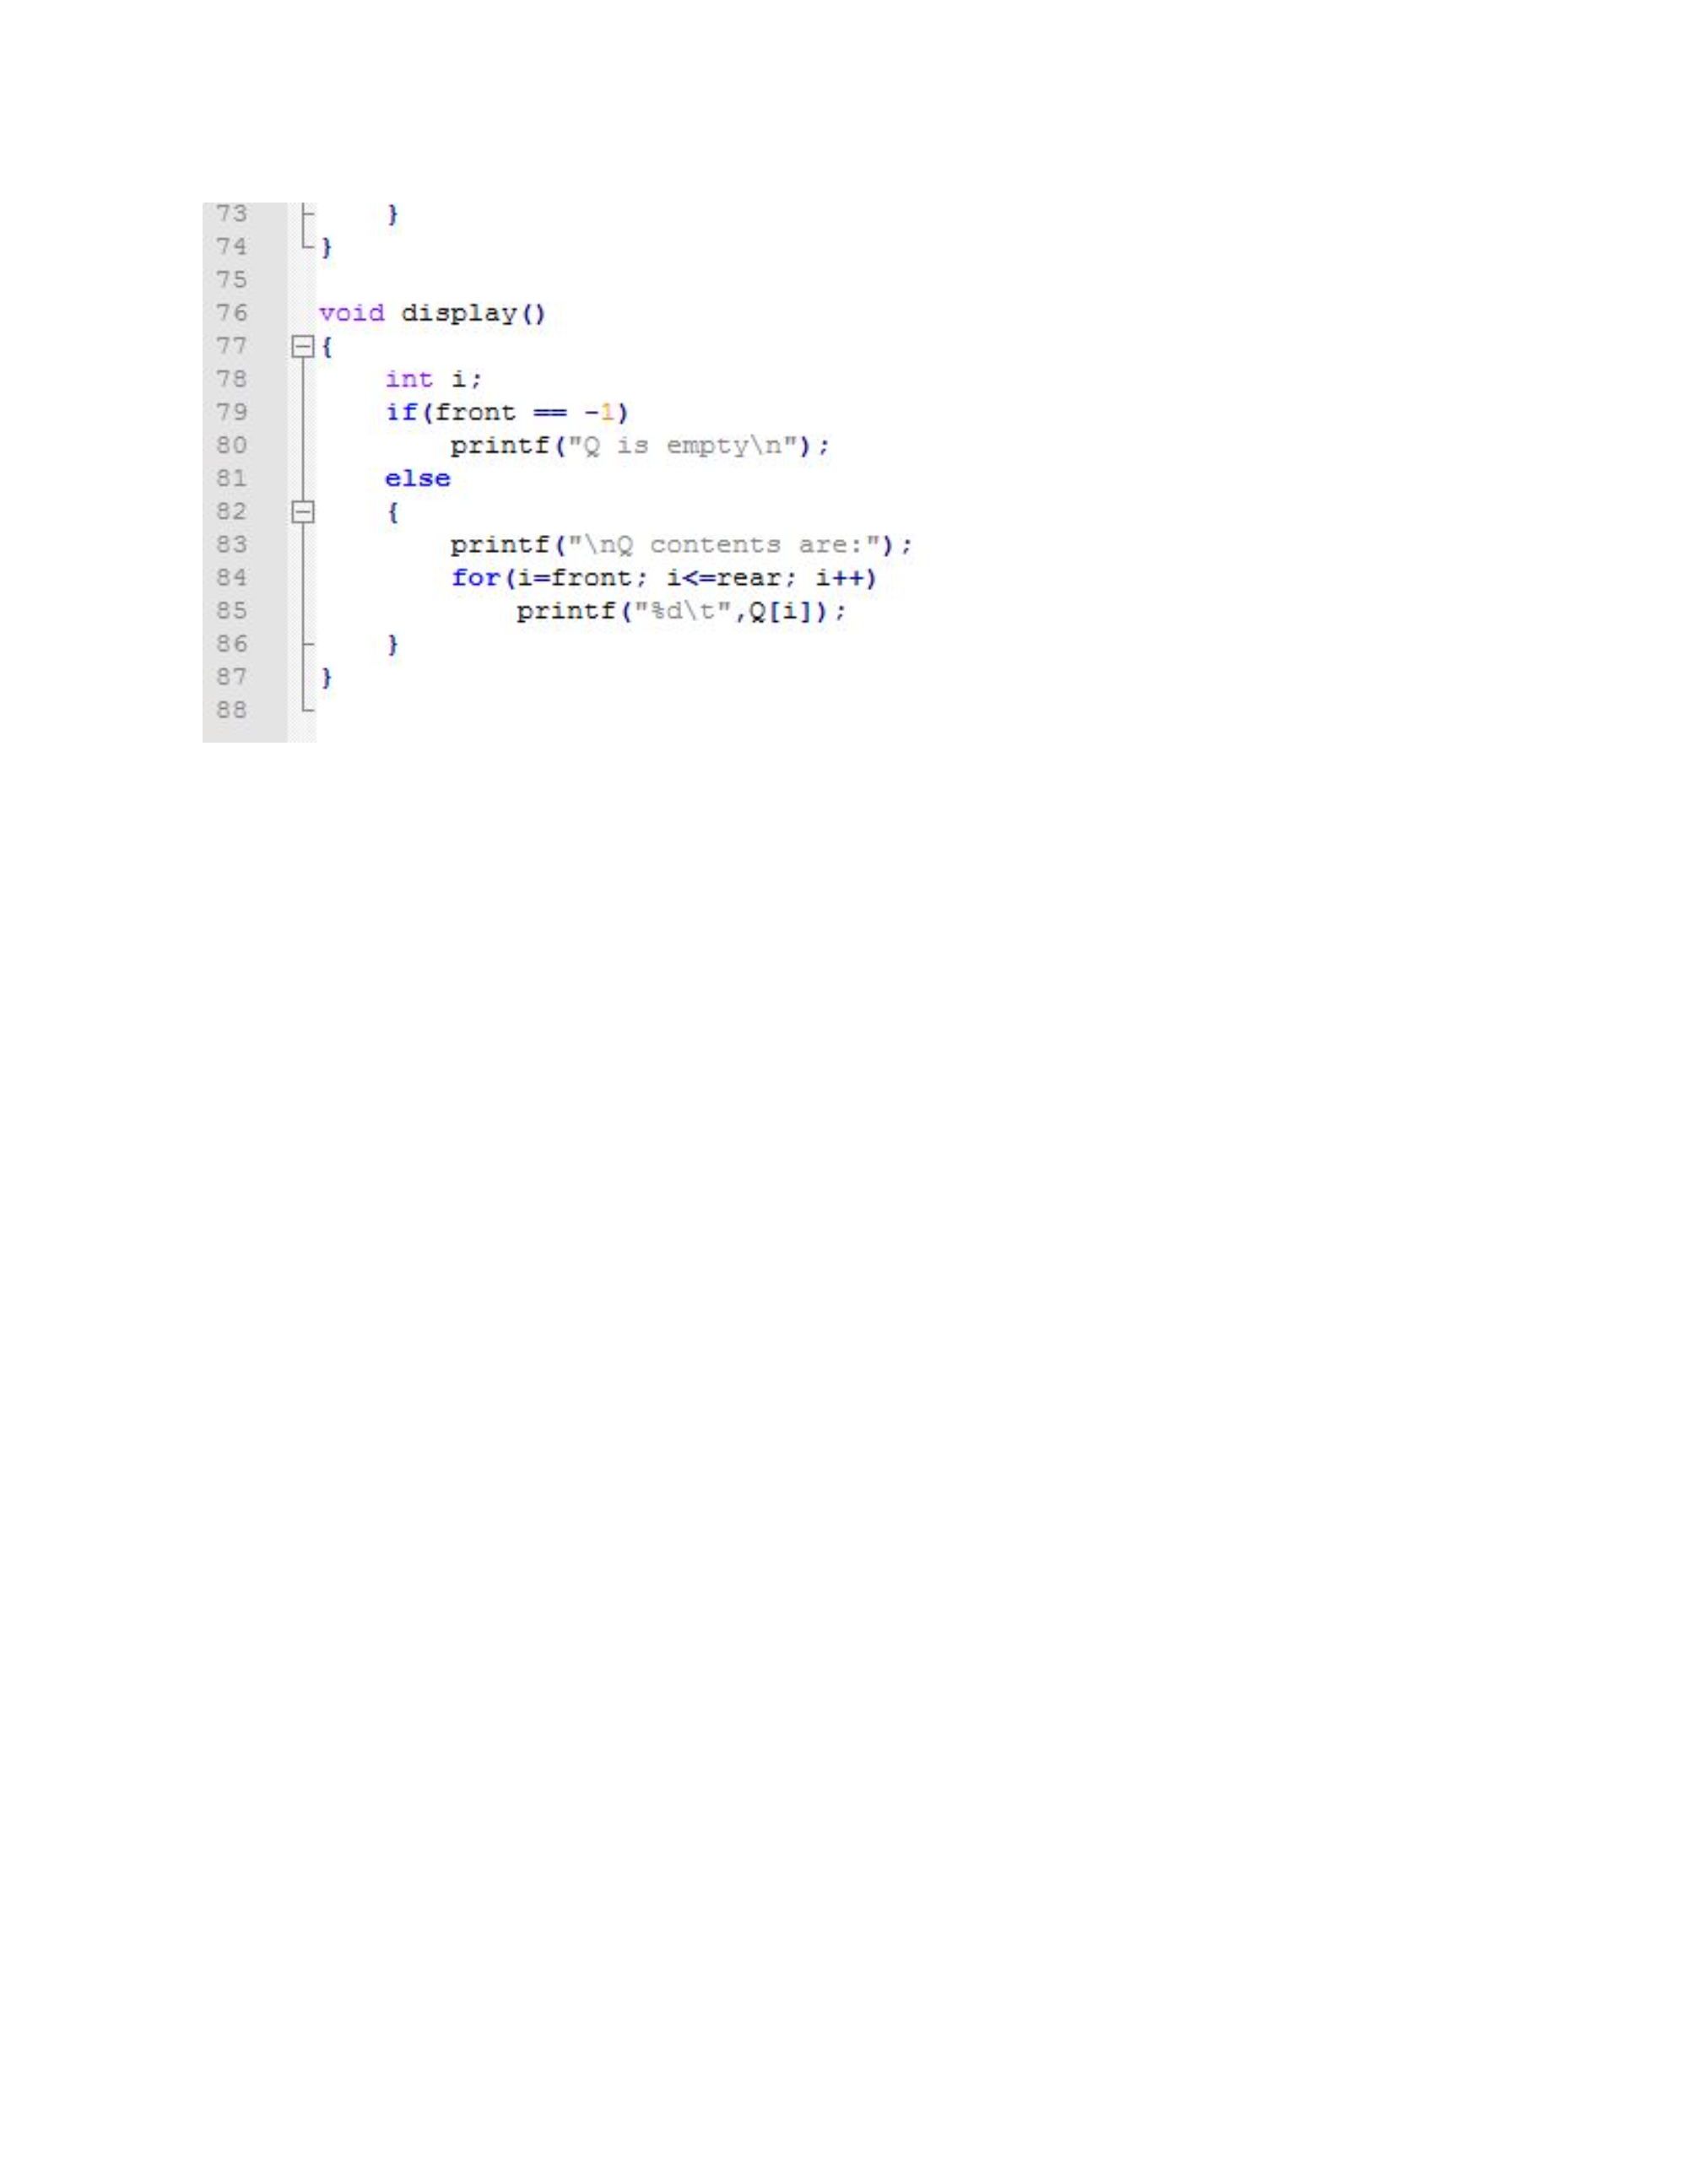 73 }
74 }
75
76 void display()
77 {
78 int i;
79 if(front == -1)
80 printf("Q is empty\n");
81 else
82 {
83 printf("\nQ contents are:");
84 for(i=front; i<=rear; i++)
85 printf("%d\t",Q[i]);
86 }
87 }
88